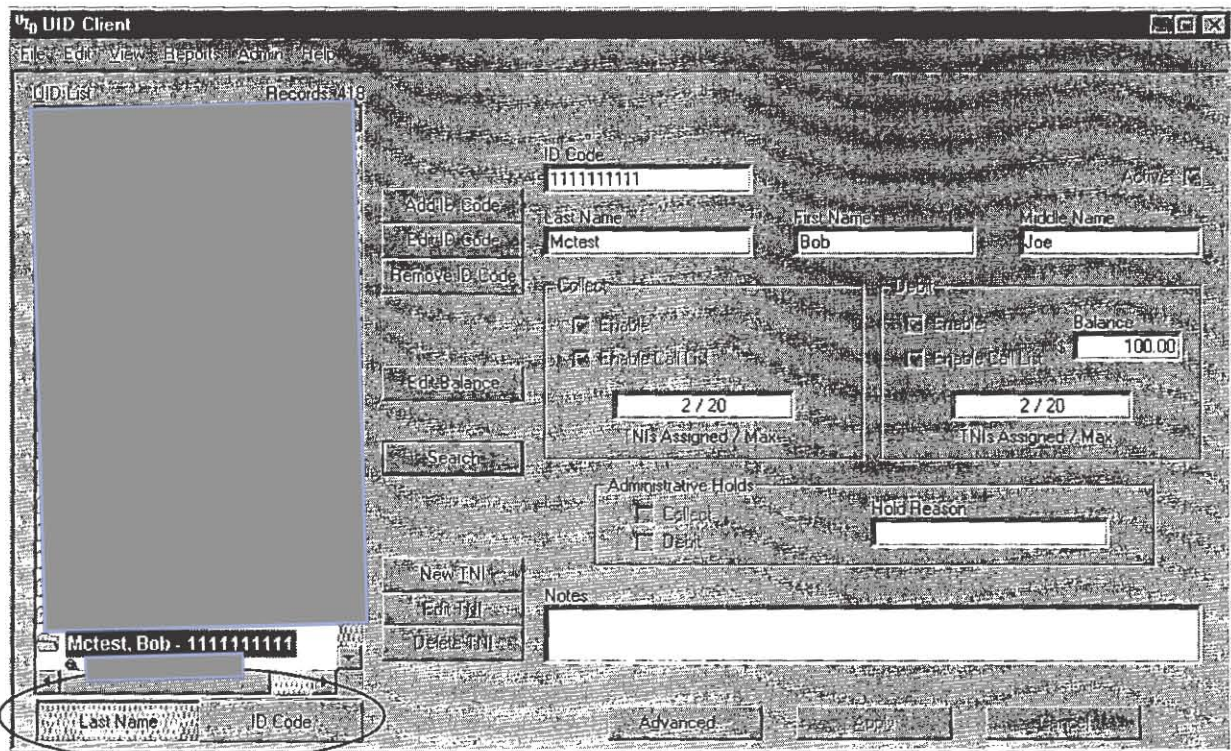 UID UID Client
File Edit View Reports Admin Help
UID List Records: 418
ID Code
1111111111
Active
Add ID Code
Edit ID Code
Remove ID Code
Last Name First Name Middle Name
Mctest Bob Joe
Collect Debit
Enable Enable Balance
Enable Call List Enable Call List $ 100.00
Edit Balance
2 / 20 2 / 20
TNIs Assigned / Max TNIs Assigned / Max
Search
Administrative Holds
Collect Hold Reason
Debit
New TNI
Edit TNI
Delete TNI
Notes
Mctest, Bob - 1111111111
Last Name ID Code Advanced Apply